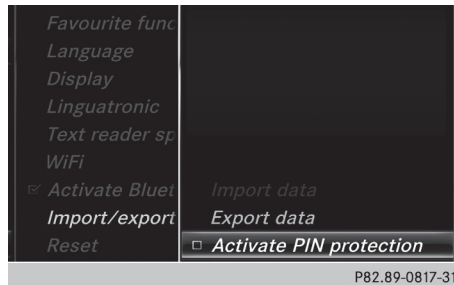 Favourite func
Language
Display
Linguatronic
Text reader sp
WiFi
Activate Bluet
Import/export
Reset
Import data
Export data
Activate PIN protection
P82.89-0817-31